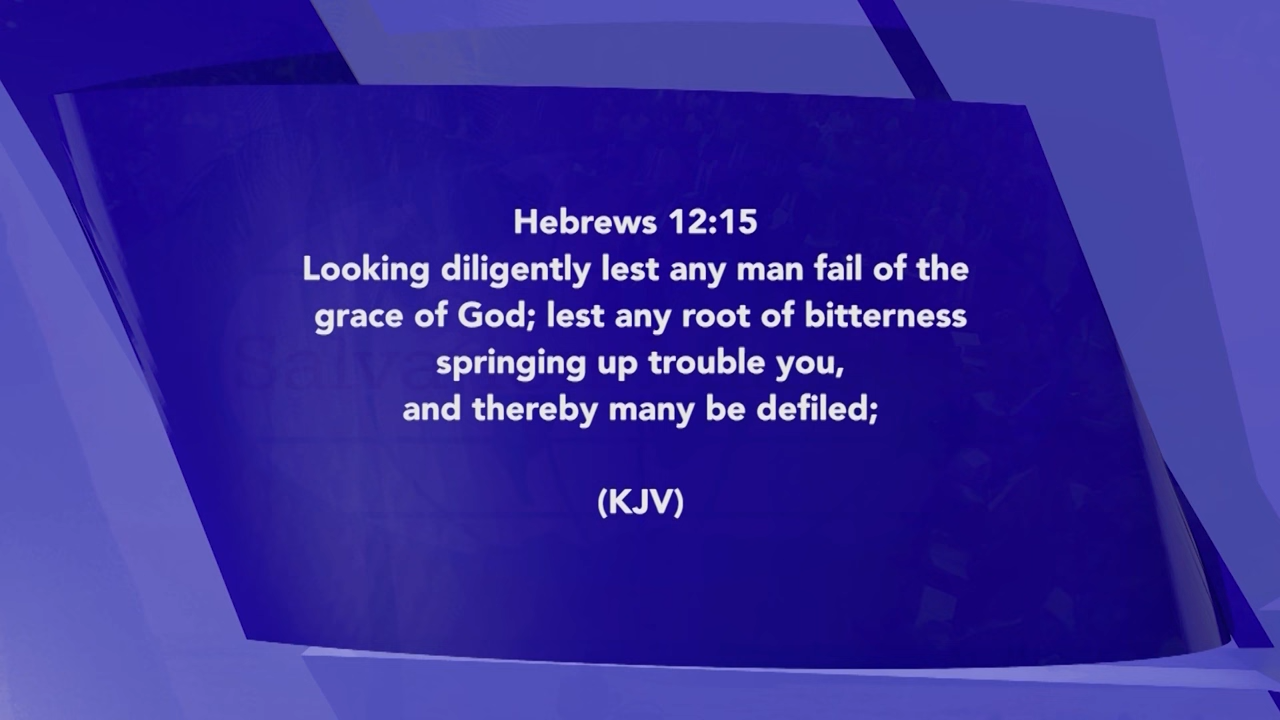 Hebrews 12:15
Looking diligently lest any man fail of the
grace of God; lest any root of bitterness
springing up trouble you,
and thereby many be defiled;
(KJV)